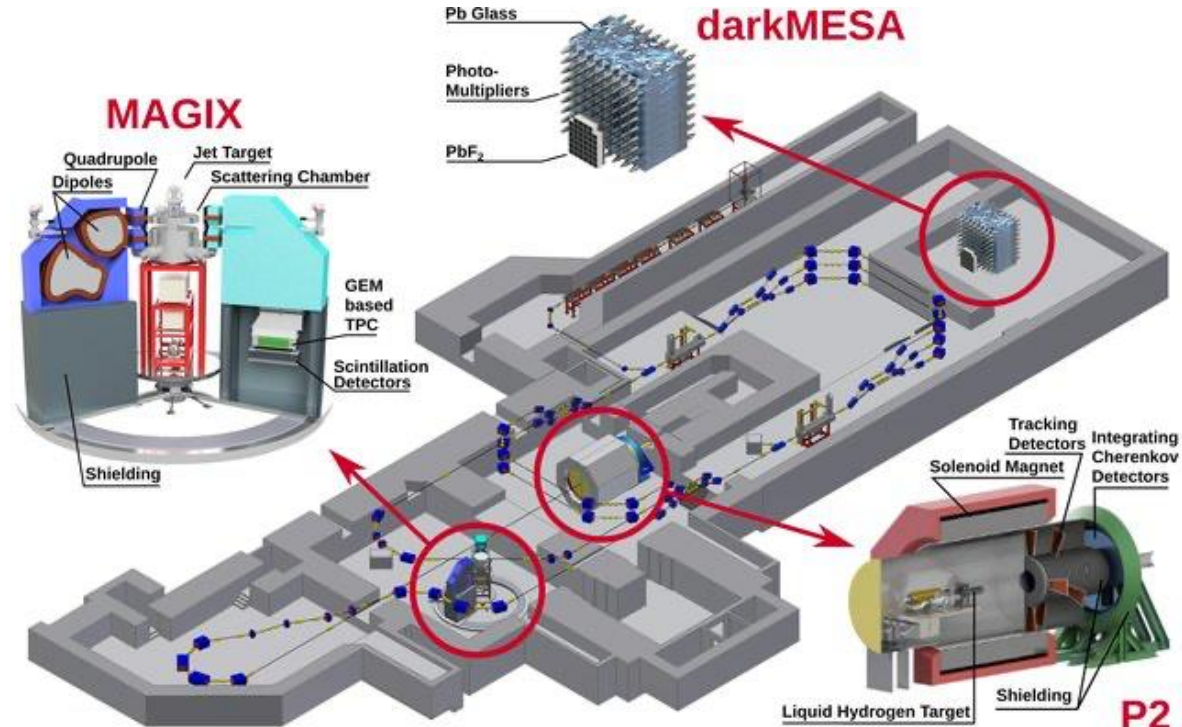 darkMESA
Pb Glass
Photo-
Multipliers
PbF₂
MAGIX
Quadrupole
Dipoles
Jet Target
Scattering Chamber
GEM
based
TPC
Scintillation
Detectors
Shielding
Tracking
Detectors
Integrating
Cherenkov
Detectors
Solenoid Magnet
Liquid Hydrogen Target
Shielding
P2